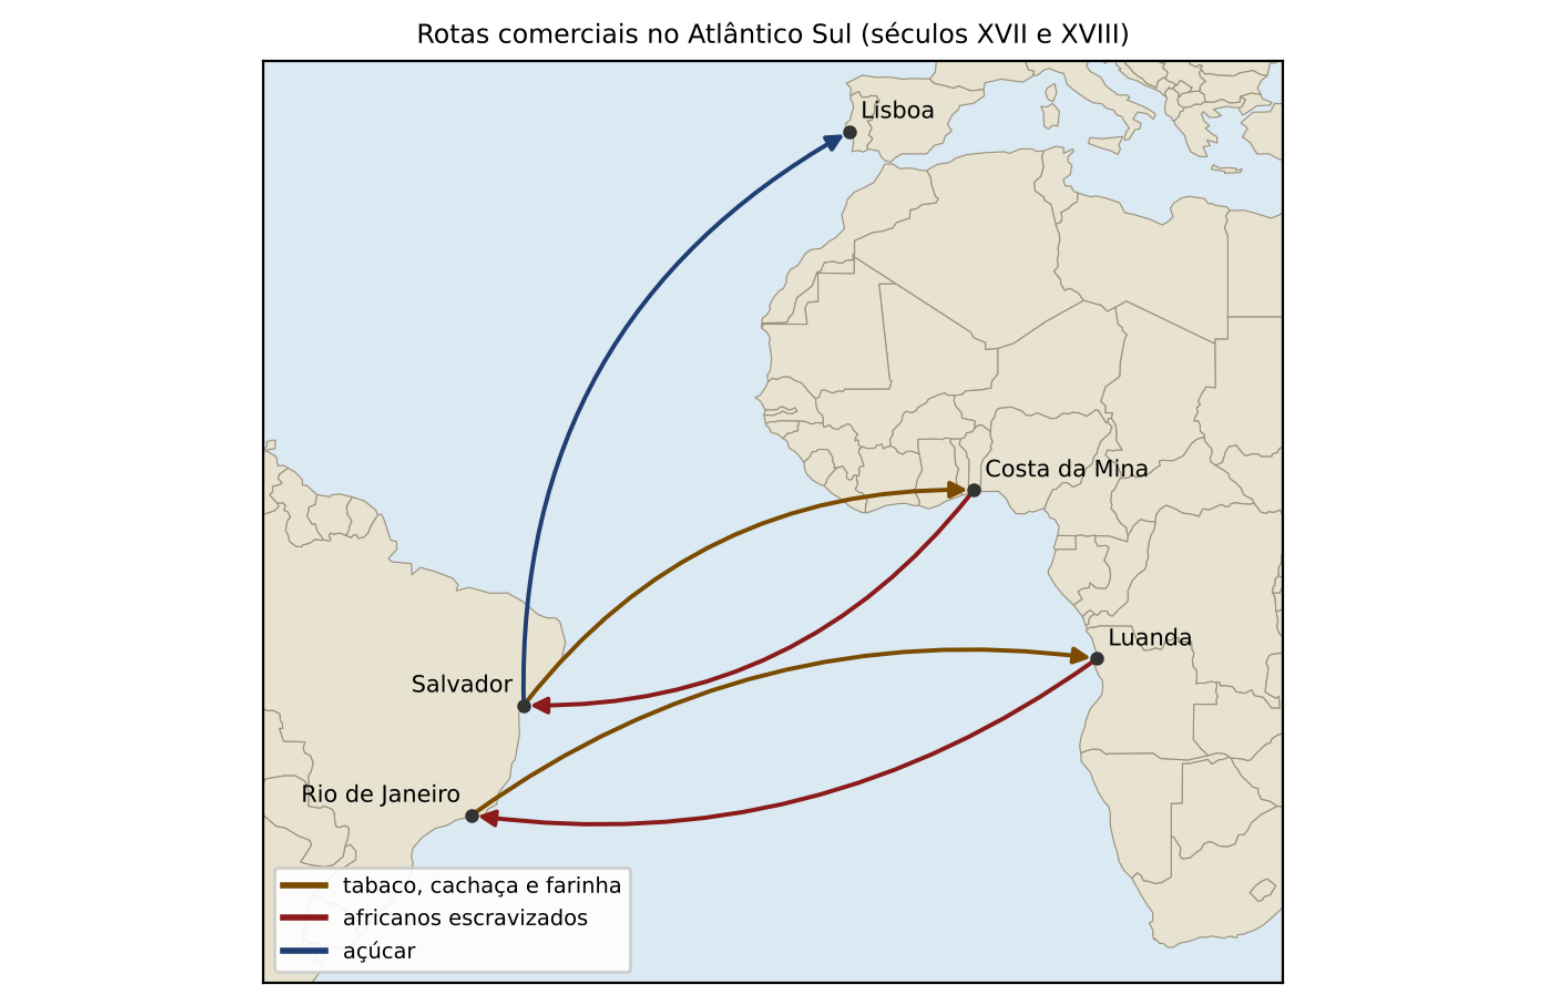 Rotas comerciais no Atlântico Sul (séculos XVII e XVIII)
Lisboa
Costa da Mina
Luanda
Salvador
Rio de Janeiro
tabaco, cachaça e farinha
africanos escravizados
açúcar